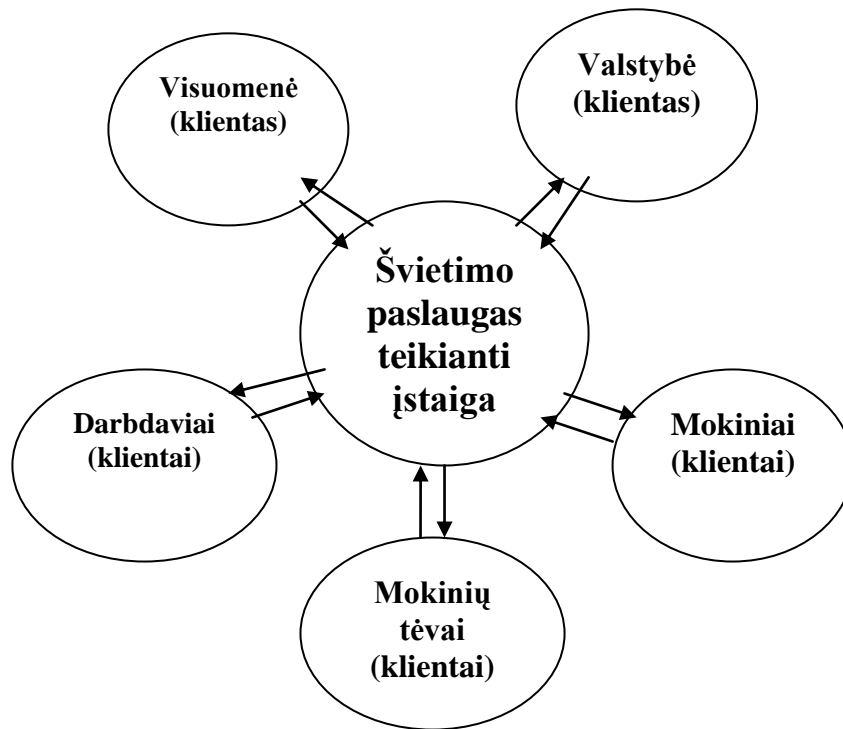 Visuomenė
(klientas)
Valstybė
(klientas)
Švietimo
paslaugas
teikianti
įstaiga
Darbdaviai
(klientai)
Mokiniai
(klientai)
Mokinių
tėvai
(klientai)